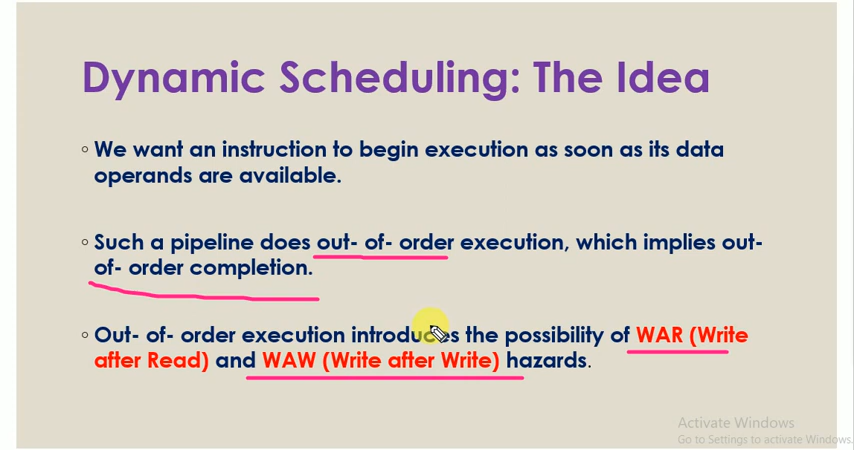 Dynamic Scheduling: The Idea
◦ We want an instruction to begin execution as soon as its data
operands are available.
◦ Such a pipeline does out- of- order execution, which implies out-
of- order completion.
◦ Out- of- order execution introduces the possibility of WAR (Write
after Read) and WAW (Write after Write) hazards.
Activate Windows
Go to Settings to activate Windows.